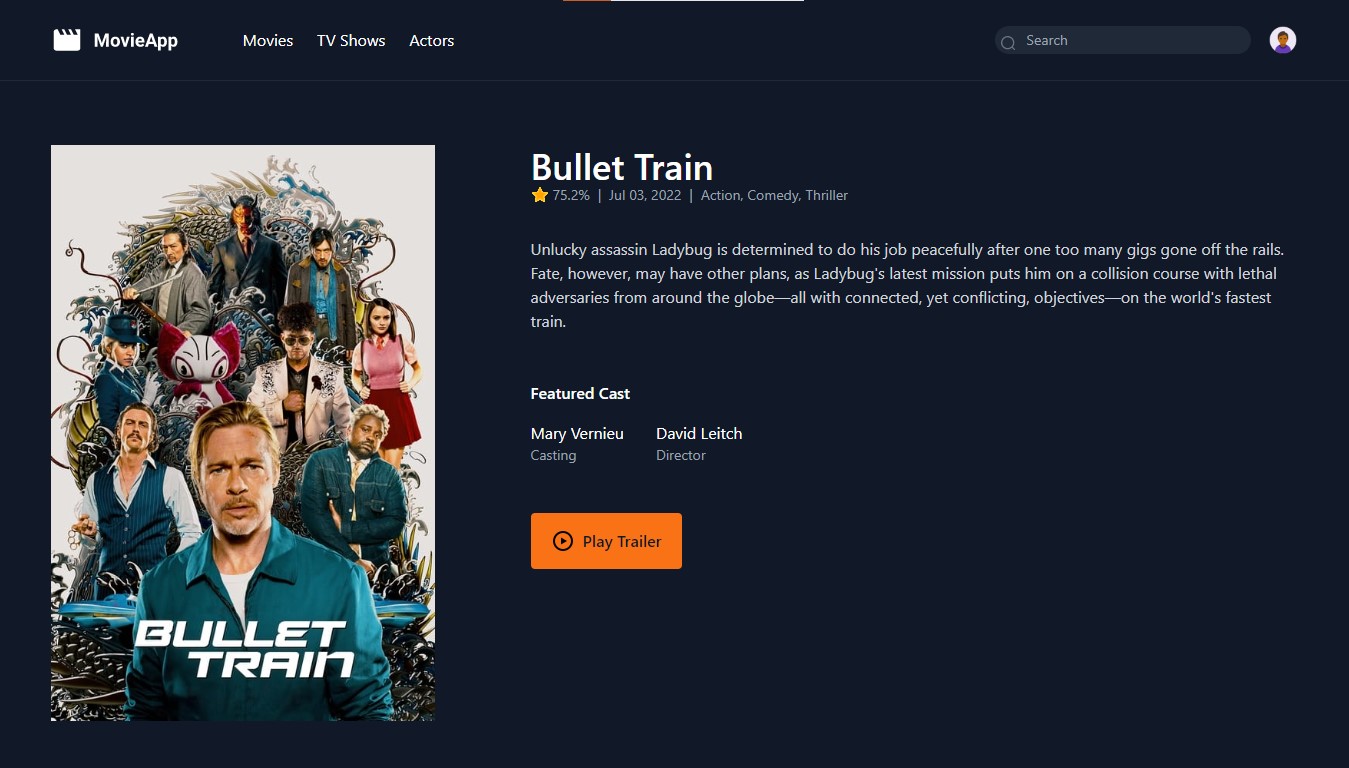 MovieApp
Movies
TV Shows
Actors
Search
Bullet Train
75.2% | Jul 03, 2022 | Action, Comedy, Thriller
Unlucky assassin Ladybug is determined to do his job peacefully after one too many gigs gone off the rails.
Fate, however, may have other plans, as Ladybug's latest mission puts him on a collision course with lethal
adversaries from around the globe—all with connected, yet conflicting, objectives—on the world's fastest
train.
Featured Cast
Mary Vernieu
Casting
David Leitch
Director
Play Trailer
BULLET
TRAIN